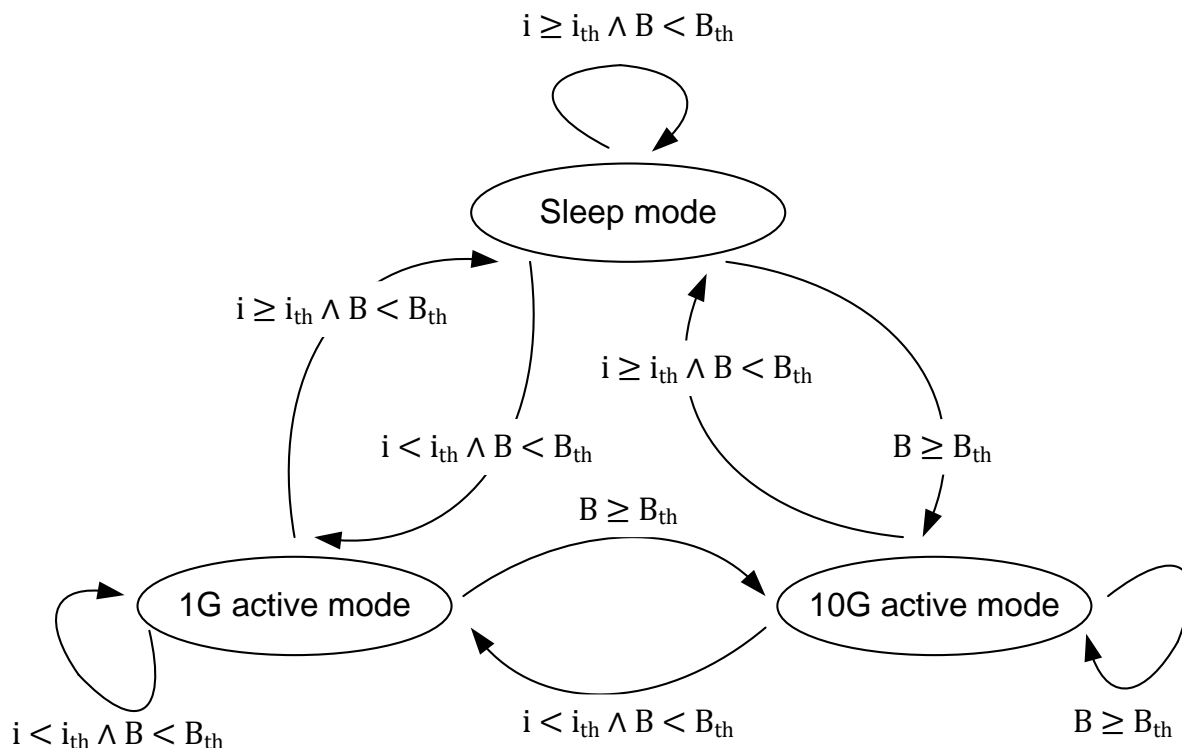 i ≥ i_th ∧ B < B_th
Sleep mode
i ≥ i_th ∧ B < B_th
i ≥ i_th ∧ B < B_th
i < i_th ∧ B < B_th
B ≥ B_th
B ≥ B_th
1G active mode
10G active mode
i < i_th ∧ B < B_th
i < i_th ∧ B < B_th
B ≥ B_th